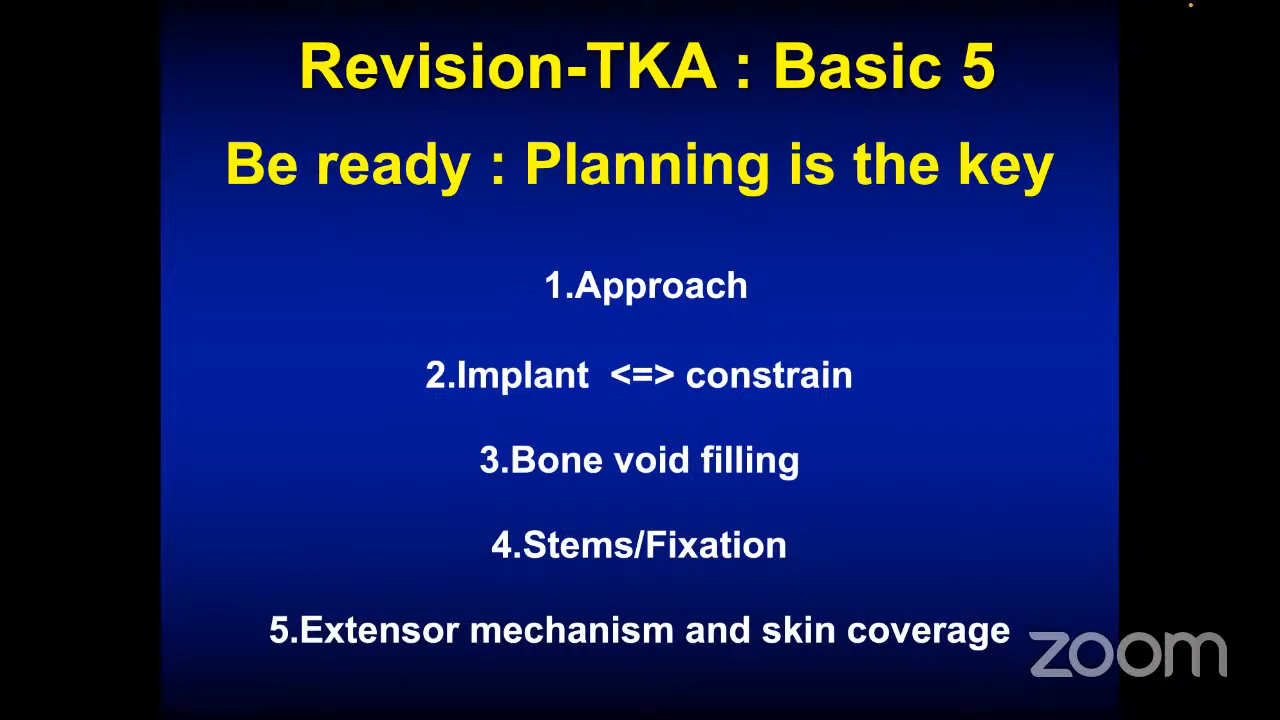 Revision-TKA : Basic 5
Be ready : Planning is the key
1.Approach
2.Implant <=> constrain
3.Bone void filling
4.Stems/Fixation
5.Extensor mechanism and skin coverage
zoom